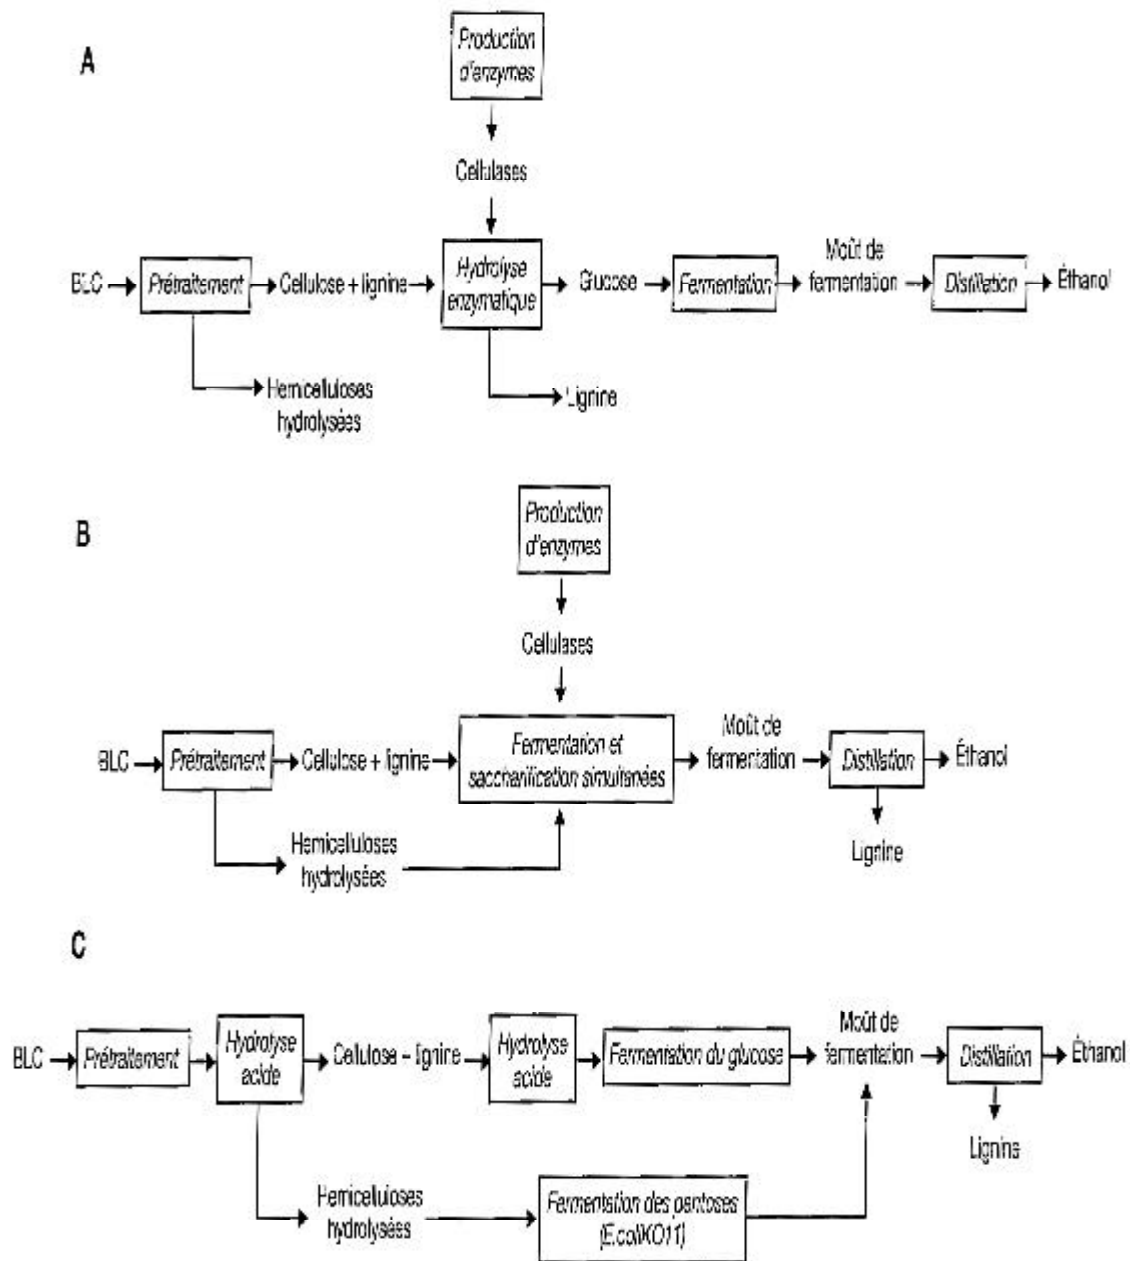 A
Production
d'enzymes
Cellulases
BLC
Prétraitement
Cellulose + lignine
Hydrolyse
enzymatique
Glucose
Fermentation
Moût de
fermentation
Distillation
Éthanol
Hemicelluloses
hydrolysées
Lignine
B
Production
d'enzymes
Cellulases
BLC
Prétraitement
Cellulose + lignine
Fermentation et
saccharification simultanées
Moût de
fermentation
Distillation
Éthanol
Hemicelluloses
hydrolysées
Lignine
C
BLC
Prétraitement
Hydrolyse
acide
Cellulose – lignine
Hydrolyse
acide
Fermentation du glucose
Moût de
fermentation
Distillation
Éthanol
Lignine
Hemicelluloses
hydrolysées
Fermentation des pentoses
(E.coliKO11)